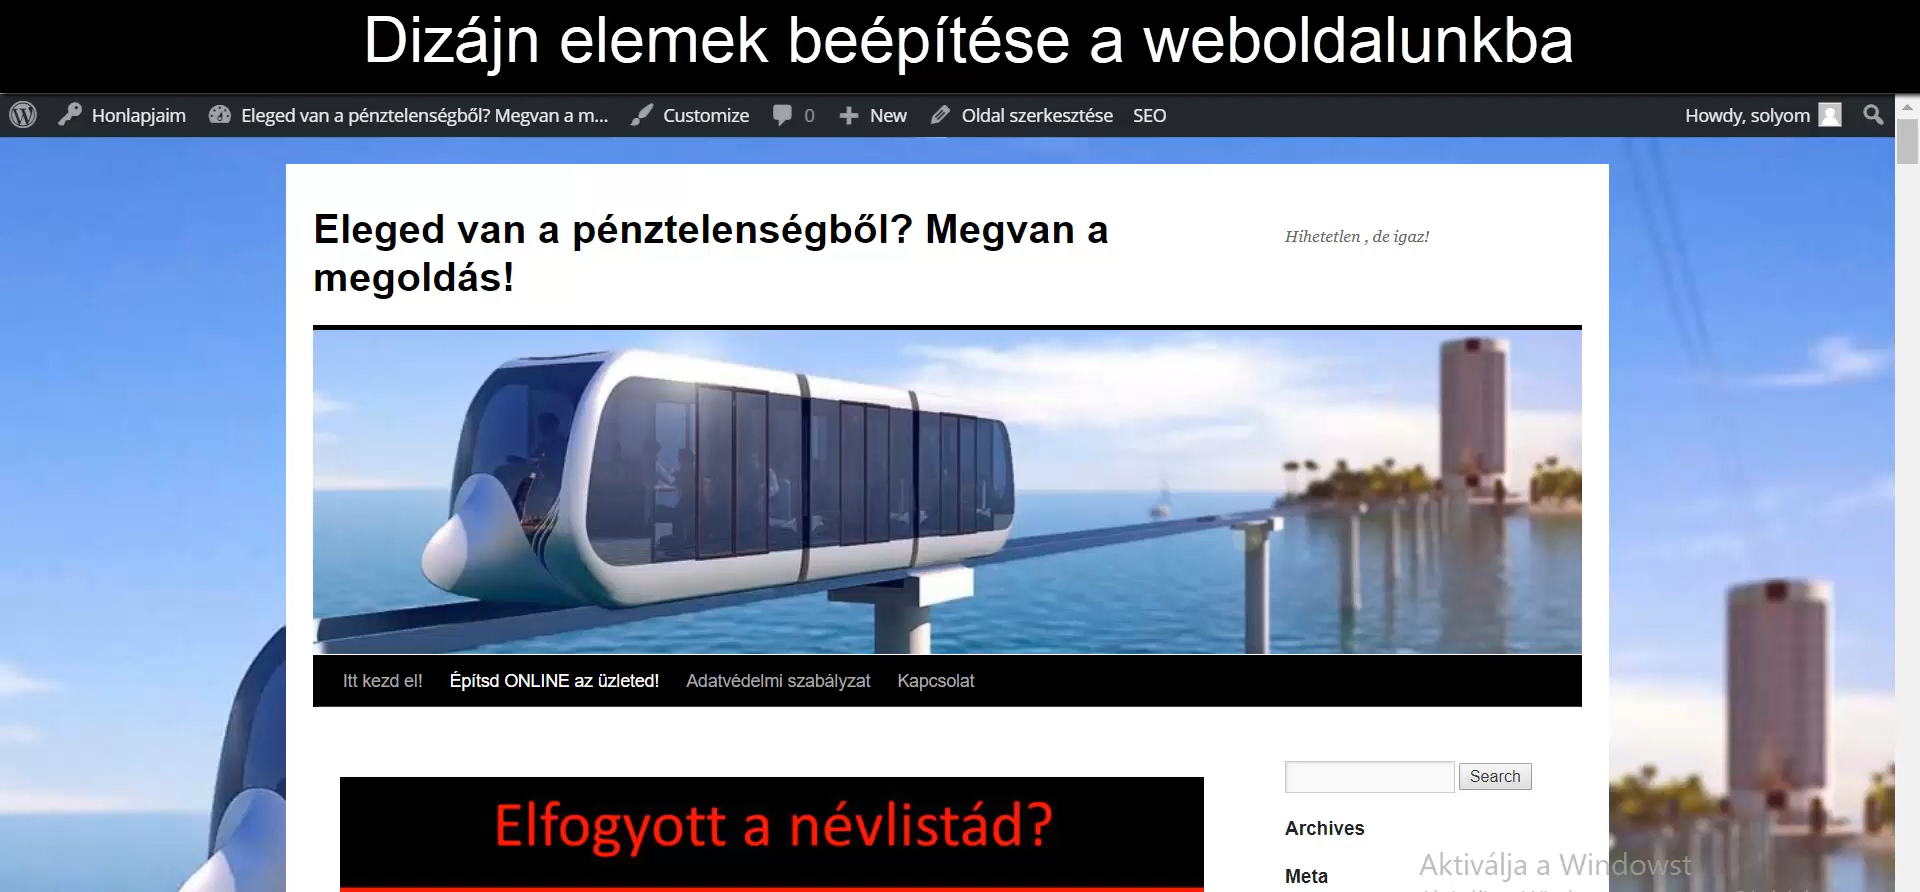 Dizájn elemek beépítése a weboldalunkba
Honlapjaim Eleged van a pénztelenségből? Megvan a m... Customize 0 New Oldal szerkesztése SEO Howdy, solyom
Eleged van a pénztelenségből? Megvan a
megoldás!
Hihetetlen , de igaz!
Itt kezd el! Építsd ONLINE az üzleted! Adatvédelmi szabályzat Kapcsolat
Search
Elfogyott a névlistád?
Archives
Aktiválja a Windowst
Meta